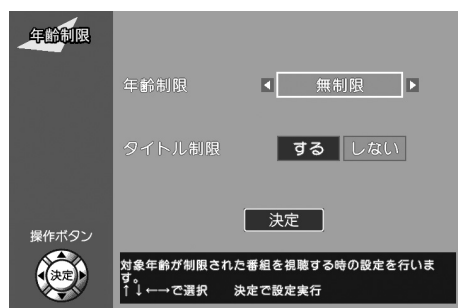 年齢制限
年齢制限
無制限
タイトル制限
する
しない
決定
操作ボタン
決定
対象年齢が制限された番組を視聴する時の設定を行いま
す。
↑↓←→で選択 決定で設定実行